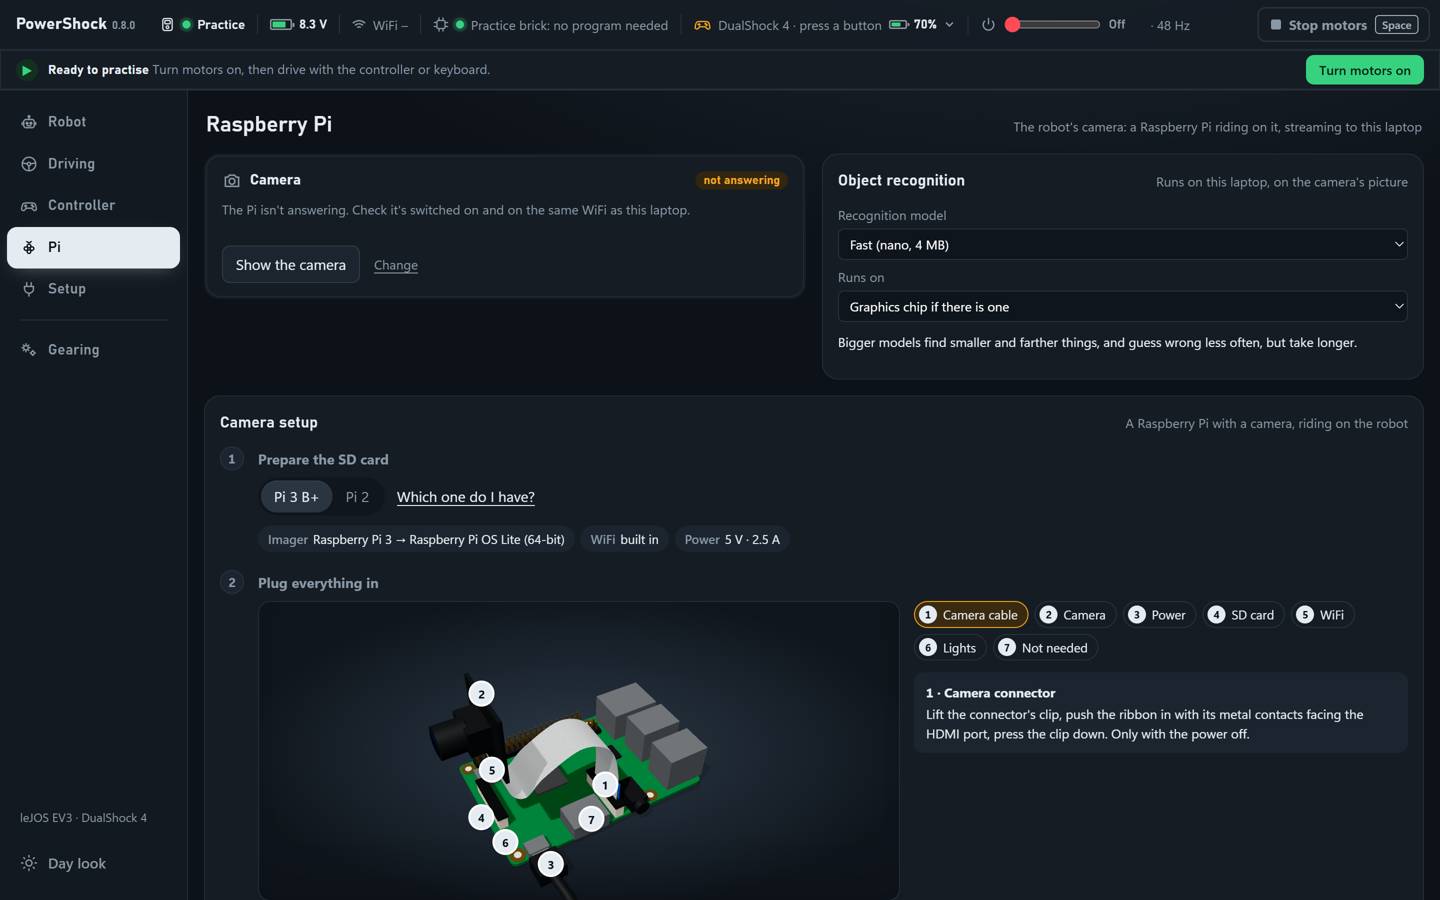 PowerShock 0.8.0
Practice
8.3 V
WiFi –
Practice brick: no program needed
DualShock 4 · press a button
70%
Off
· 48 Hz
Stop motors
Space
Ready to practise Turn motors on, then drive with the controller or keyboard.
Turn motors on
Robot
Driving
Controller
Pi
Setup
Gearing
leJOS EV3 · DualShock 4
Day look
Raspberry Pi
The robot's camera: a Raspberry Pi riding on it, streaming to this laptop
Camera
not answering
The Pi isn't answering. Check it's switched on and on the same WiFi as this laptop.
Show the camera
Change
Object recognition
Runs on this laptop, on the camera's picture
Recognition model
Fast (nano, 4 MB)
Runs on
Graphics chip if there is one
Bigger models find smaller and farther things, and guess wrong less often, but take longer.
Camera setup
A Raspberry Pi with a camera, riding on the robot
1 Prepare the SD card
Pi 3 B+
Pi 2
Which one do I have?
Imager Raspberry Pi 3 → Raspberry Pi OS Lite (64-bit)
WiFi built in
Power 5 V · 2.5 A
2 Plug everything in
2
5
1
4
7
6
3
1 Camera cable
2 Camera
3 Power
4 SD card
5 WiFi
6 Lights
7 Not needed
1 · Camera connector
Lift the connector's clip, push the ribbon in with its metal contacts facing the
HDMI port, press the clip down. Only with the power off.